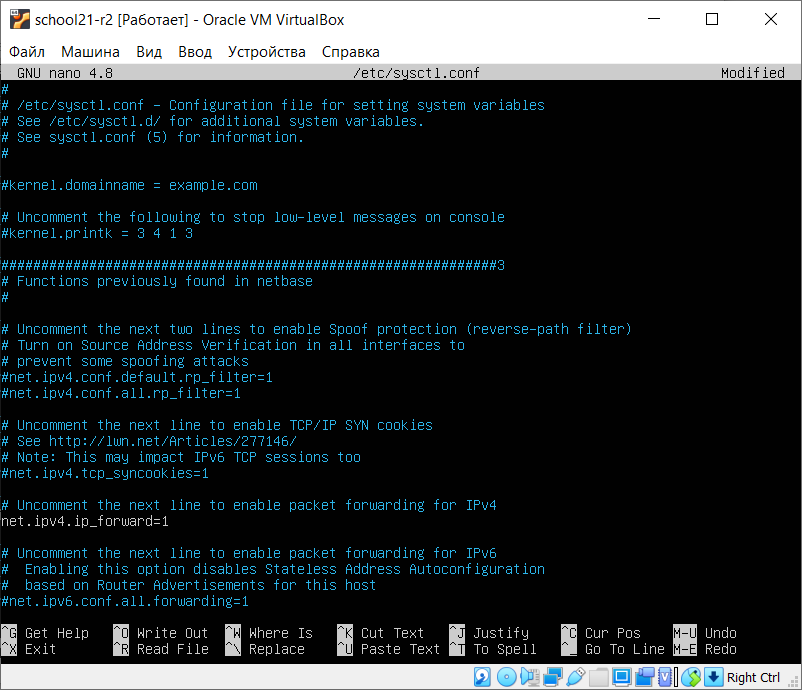 school21-r2 [Работает] - Oracle VM VirtualBox
Файл Машина Вид Ввод Устройства Справка
GNU nano 4.8 /etc/sysctl.conf Modified
#
# /etc/sysctl.conf - Configuration file for setting system variables
# See /etc/sysctl.d/ for additional system variables.
# See sysctl.conf (5) for information.
#
#kernel.domainname = example.com
# Uncomment the following to stop low-level messages on console
#kernel.printk = 3 4 1 3
##############################################################3
# Functions previously found in netbase
#
# Uncomment the next two lines to enable Spoof protection (reverse-path filter)
# Turn on Source Address Verification in all interfaces to
# prevent some spoofing attacks
#net.ipv4.conf.default.rp_filter=1
#net.ipv4.conf.all.rp_filter=1
# Uncomment the next line to enable TCP/IP SYN cookies
# See http://lwn.net/Articles/277146/
# Note: This may impact IPv6 TCP sessions too
#net.ipv4.tcp_syncookies=1
# Uncomment the next line to enable packet forwarding for IPv4
net.ipv4.ip_forward=1
# Uncomment the next line to enable packet forwarding for IPv6
#  Enabling this option disables Stateless Address Autoconfiguration
#  based on Router Advertisements for this host
#net.ipv6.conf.all.forwarding=1
^G Get Help ^O Write Out ^W Where Is ^K Cut Text ^J Justify ^C Cur Pos M-U Undo
^X Exit ^R Read File ^\ Replace ^U Paste Text ^T To Spell ^_ Go To Line M-E Redo
Right Ctrl